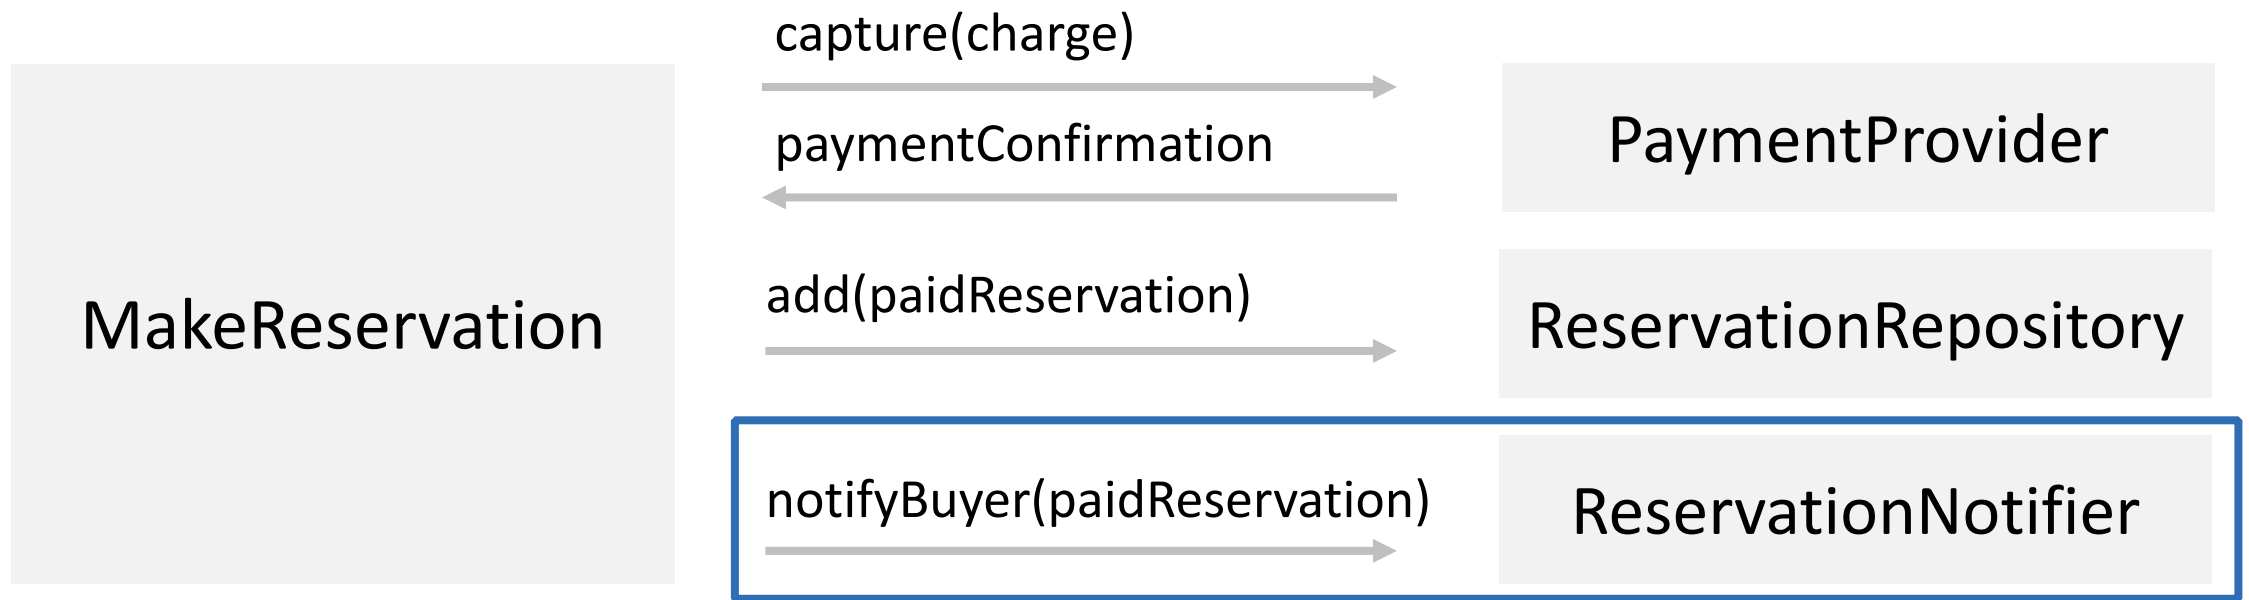 capture(charge)
paymentConfirmation
PaymentProvider
MakeReservation
add(paidReservation)
ReservationRepository
notifyBuyer(paidReservation)
ReservationNotifier